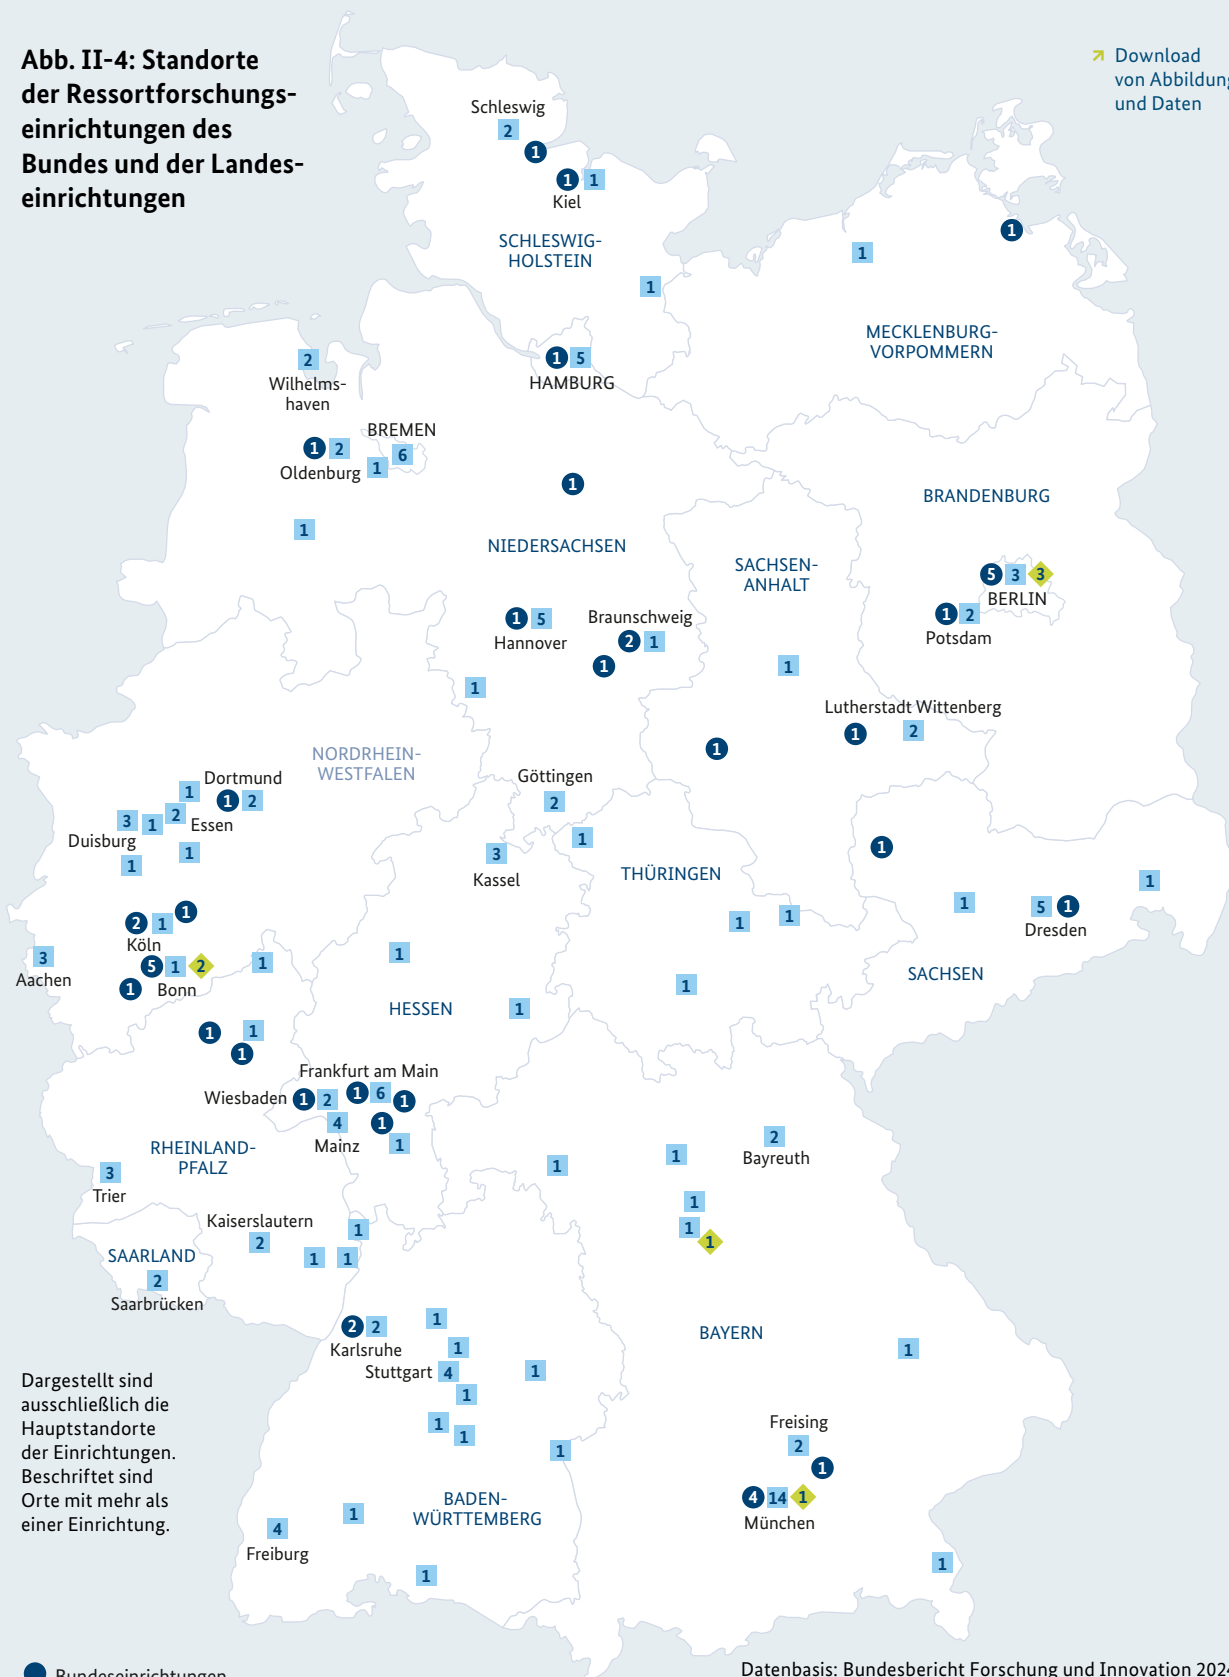 Abb. II-4: Standorte
der Ressortforschungs-
einrichtungen des
Bundes und der Landes-
einrichtungen
Download
von Abbildung
und Daten
Schleswig
2
1
1 1
Kiel
SCHLESWIG-
HOLSTEIN
1
1
1
MECKLENBURG-
VORPOMMERN
1 5
HAMBURG
2
Wilhelms-
haven
BREMEN
1 2
6
1
Oldenburg
1
1
NIEDERSACHSEN
BRANDENBURG
SACHSEN-
ANHALT
5 3 3
BERLIN
1 2
Potsdam
1 5
Hannover
Braunschweig
2 1
1
1
1
Lutherstadt Wittenberg
1 2
1
NORDRHEIN-
WESTFALEN
Göttingen
2
Dortmund
1
1 2
2
Essen
3 1
Duisburg
1
1
1
3
Kassel
THÜRINGEN
1
1
1
5 1
Dresden
1
1
SACHSEN
1
2 1
1
Köln
3
Aachen
5 1 2
Bonn
1
1
1
HESSEN
1
1
1
1
1
Frankfurt am Main
Wiesbaden 1 2
1 6
1
4
Mainz
1
1
RHEINLAND-
PFALZ
3
Trier
1
1
2
Bayreuth
1
1
1
Kaiserslautern
2
1
1
1
SAARLAND
2
Saarbrücken
BAYERN
1
2 2
Karlsruhe
1
1
Stuttgart 4
1
1
1
1
1
Dargestellt sind
ausschließlich die
Hauptstandorte
der Einrichtungen.
Beschriftet sind
Orte mit mehr als
einer Einrichtung.
Freising
2
1
4 14 1
München
BADEN-
WÜRTTEMBERG
1
4
Freiburg
1
1
Bundeseinrichtungen
Datenbasis: Bundesbericht Forschung und Innovation 2024